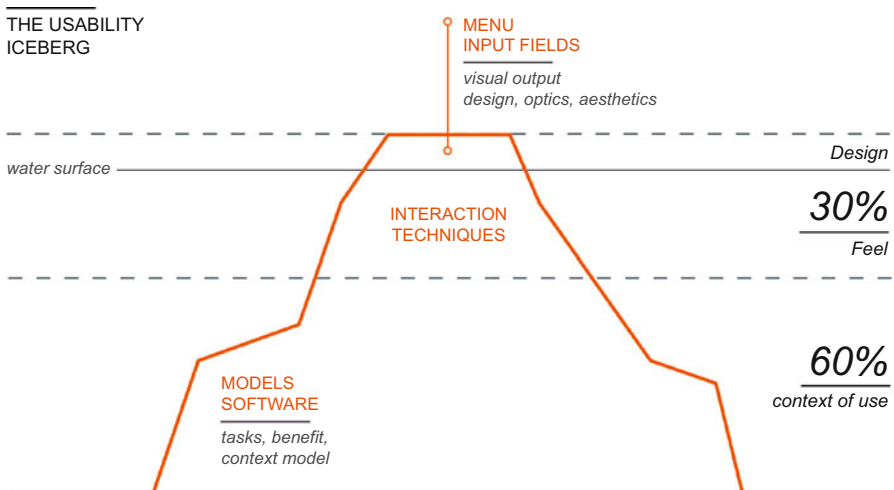 THE USABILITY
ICEBERG
MENU
INPUT FIELDS
visual output
design, optics, aesthetics
Design
water surface
30%
Feel
INTERACTION
TECHNIQUES
60%
context of use
MODELS
SOFTWARE
tasks, benefit,
context model